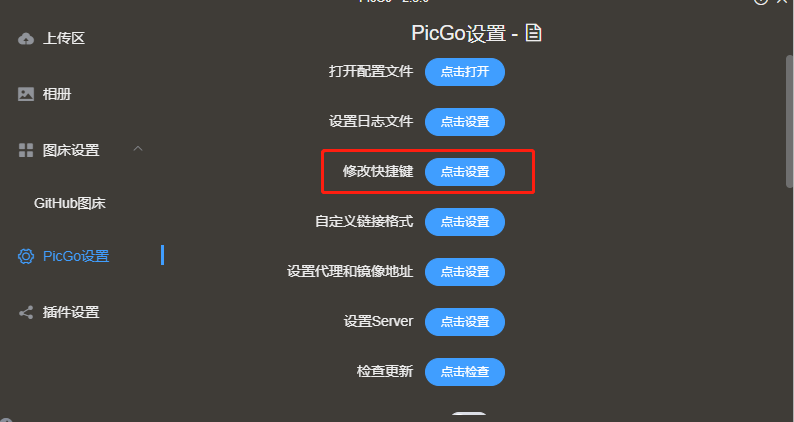 上传区
相册
图床设置
GitHub图床
PicGo设置
插件设置
PicGo设置 -
打开配置文件 点击打开
设置日志文件 点击设置
修改快捷键 点击设置
自定义链接格式 点击设置
设置代理和镜像地址 点击设置
设置Server 点击设置
检查更新 点击检查